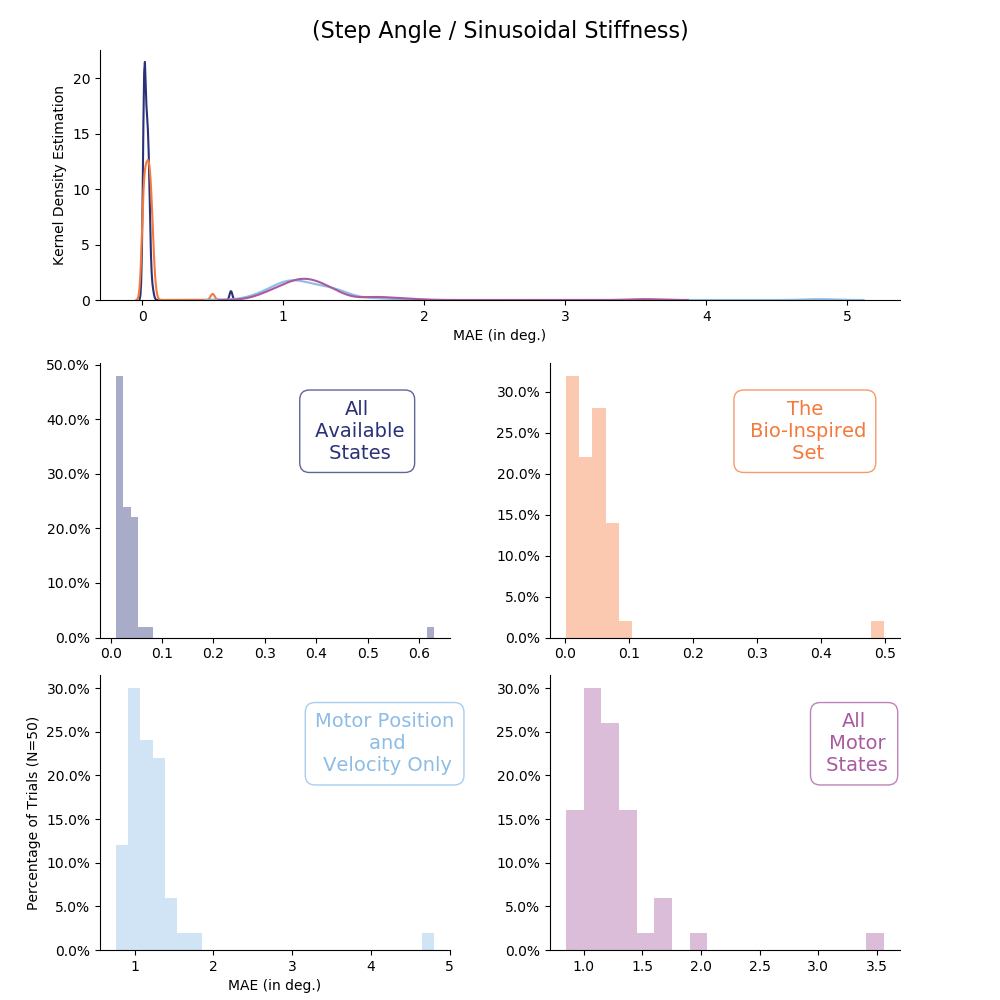 (Step Angle / Sinusoidal Stiffness)
Kernel Density Estimation
20
15
10
5
0
0 1 2 3 4 5
MAE (in deg.)
50.0%
40.0%
30.0%
20.0%
10.0%
0.0%
0.0 0.1 0.2 0.3 0.4 0.5 0.6
All
Available
States
30.0%
25.0%
20.0%
15.0%
10.0%
5.0%
0.0%
0.0 0.1 0.2 0.3 0.4 0.5
The
Bio-Inspired
Set
Percentage of Trials (N=50)
30.0%
25.0%
20.0%
15.0%
10.0%
5.0%
0.0%
1 2 3 4 5
MAE (in deg.)
Motor Position
and
Velocity Only
30.0%
25.0%
20.0%
15.0%
10.0%
5.0%
0.0%
1.0 1.5 2.0 2.5 3.0 3.5
All
Motor
States